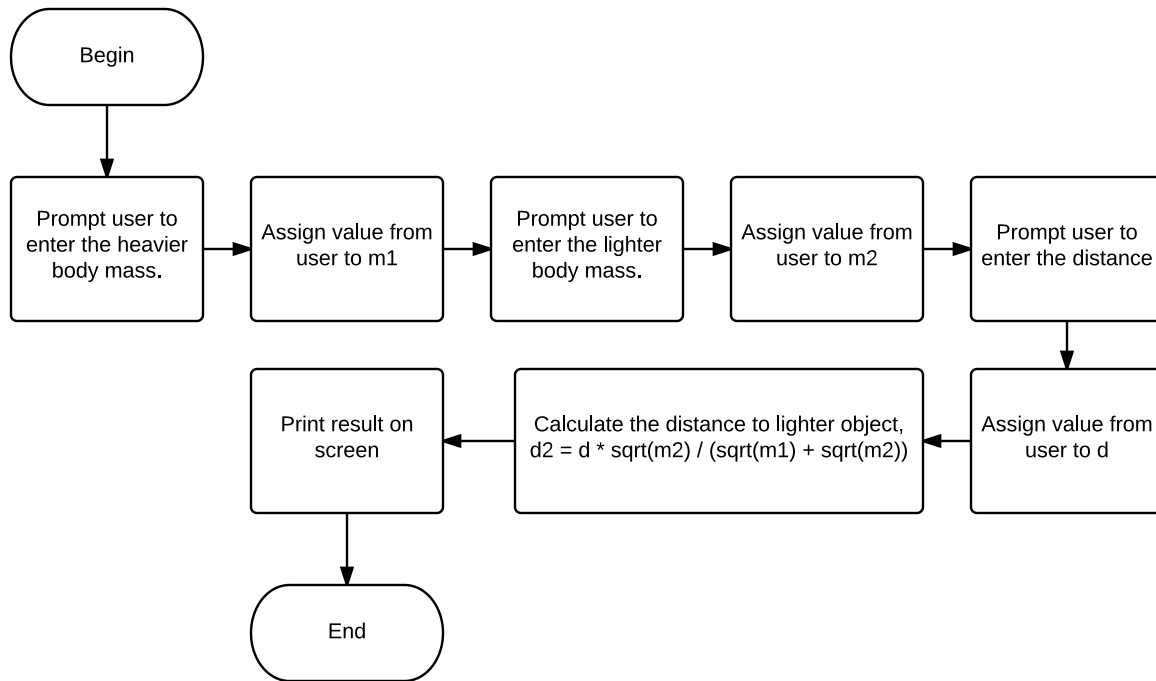 Begin
Prompt user to
enter the heavier
body mass.
Assign value from
user to m1
Prompt user to
enter the lighter
body mass.
Assign value from
user to m2
Prompt user to
enter the distance
Assign value from
user to d
Calculate the distance to lighter object,
d2 = d * sqrt(m2) / (sqrt(m1) + sqrt(m2))
Print result on
screen
End